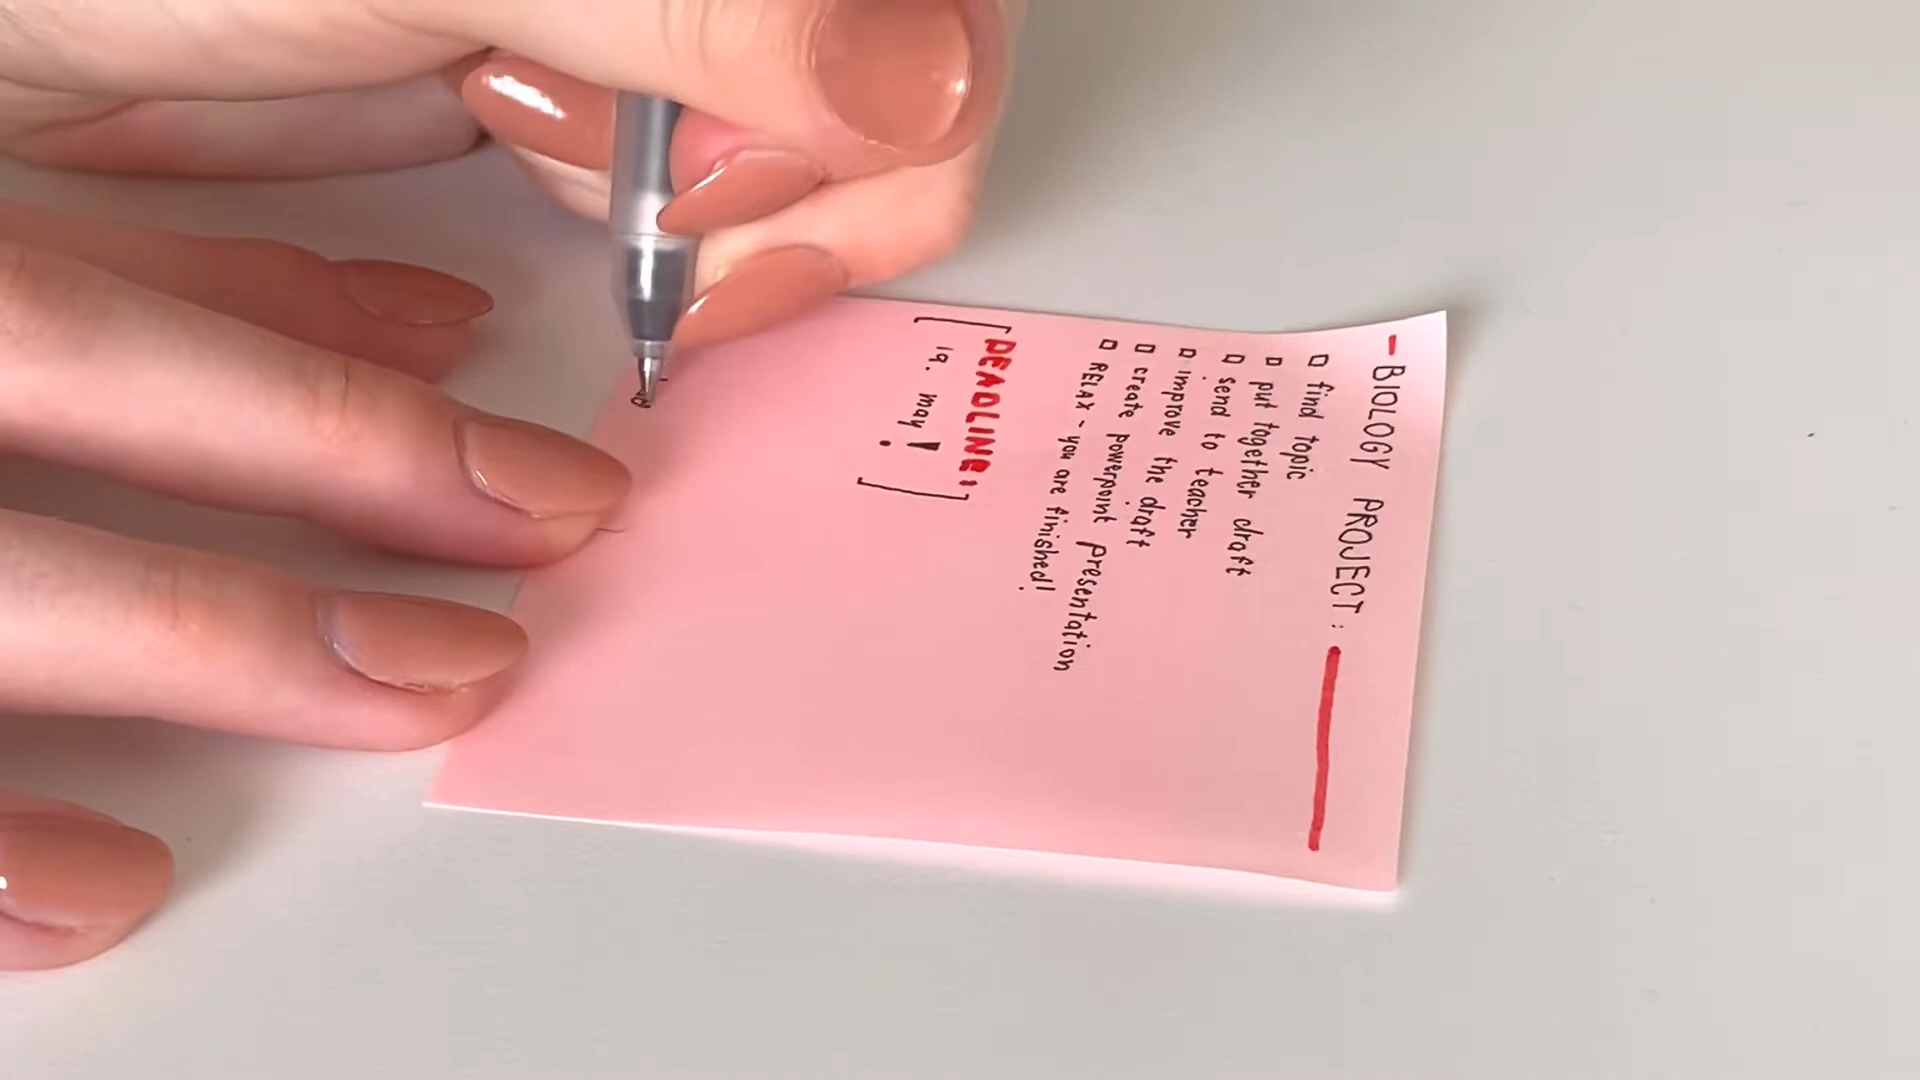 BIOLOGY PROJECT:
find topic
put together draft
send to teacher
improve the draft
create powerpoint presentation
RELAX - you are finished!
[DEADLINE:
19. may!]